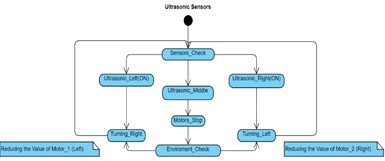 Ultrasonic Sensors
Sensors_Check
Ultrasonic_Left(ON)
Ultrasonic_Right(ON)
Ultrasonic_Middle
Motors_Stop
Turning_Right
Turning_Left
Reducing the Value of Motor_1 (Left)
Enviroment_Check
Reducing the Value of Motor_2 (Right)